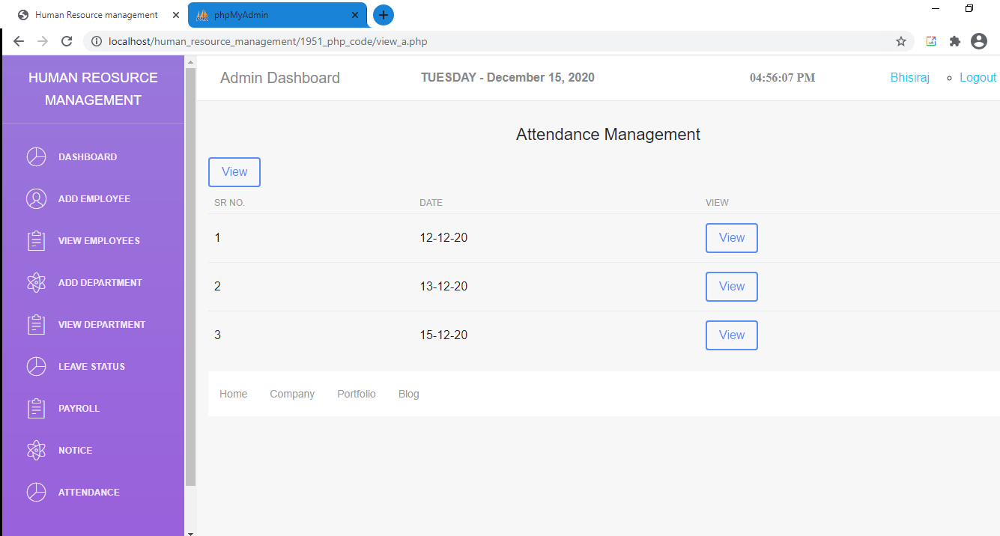 Human Resource management
phpMyAdmin
localhost/human_resource_management/1951_php_code/view_a.php
HUMAN REOSURCE
MANAGEMENT
Admin Dashboard
TUESDAY - December 15, 2020
04:56:07 PM
Bhisiraj
Logout
DASHBOARD
ADD EMPLOYEE
VIEW EMPLOYEES
ADD DEPARTMENT
VIEW DEPARTMENT
LEAVE STATUS
PAYROLL
NOTICE
ATTENDANCE
Attendance Management
View
SR NO. DATE VIEW
1 12-12-20 View
2 13-12-20 View
3 15-12-20 View
Home Company Portfolio Blog